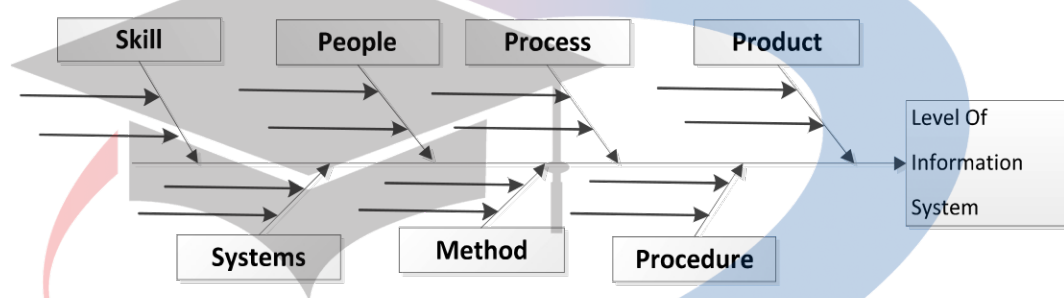 Skill
People
Process
Product
Level Of
Information
System
Systems
Method
Procedure